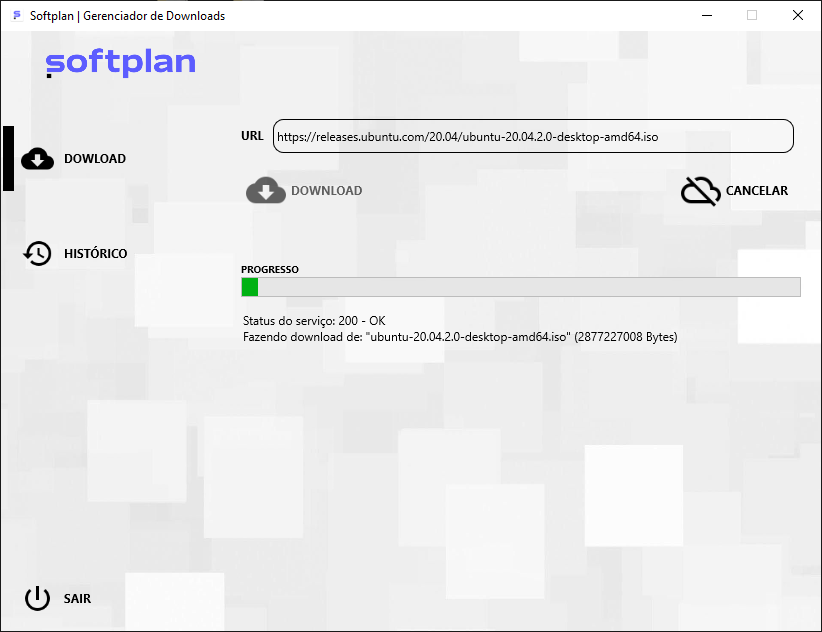 Softplan | Gerenciador de Downloads
softplan
URL https://releases.ubuntu.com/20.04/ubuntu-20.04.2.0-desktop-amd64.iso
DOWLOAD
DOWNLOAD
CANCELAR
HISTÓRICO
PROGRESSO
Status do serviço: 200 - OK
Fazendo download de: "ubuntu-20.04.2.0-desktop-amd64.iso" (2877227008 Bytes)
SAIR